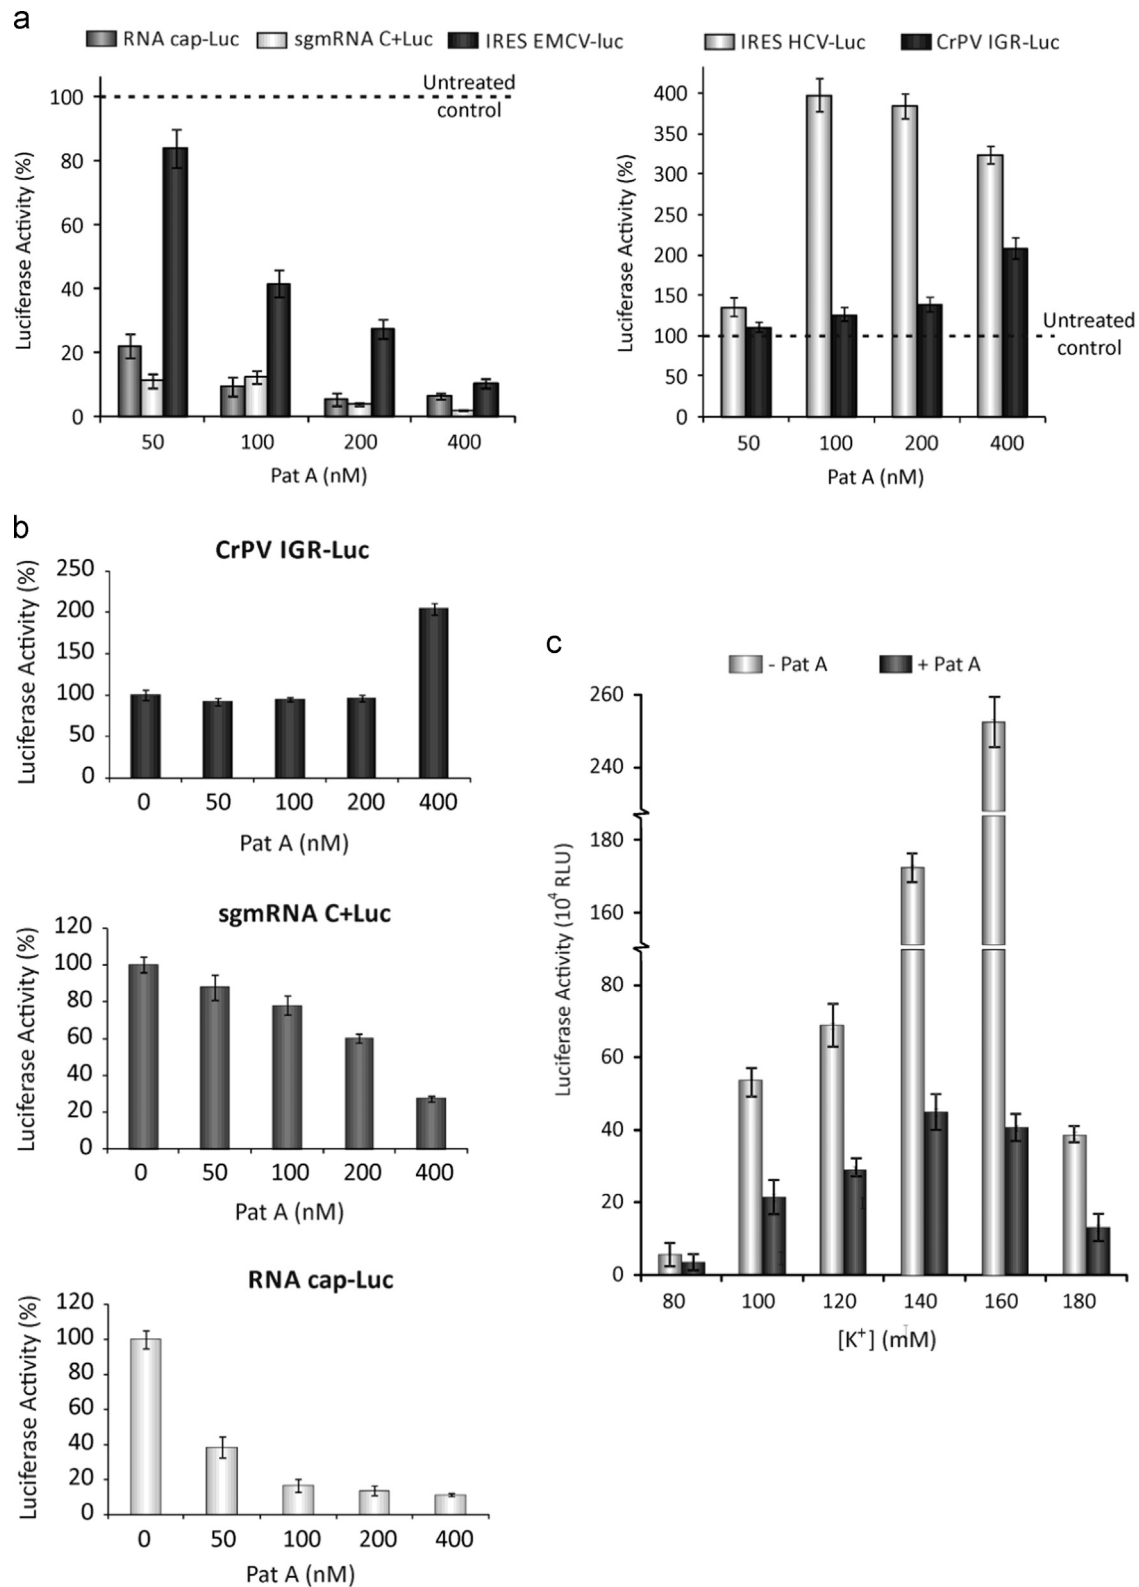 a
RNA cap-Luc sgmRNA C+Luc IRES EMCV-luc
Luciferase Activity (%)
100
80
60
40
20
0
Untreated
control
50 100 200 400
Pat A (nM)
IRES HCV-Luc CrPV IGR-Luc
Luciferase Activity (%)
400
350
300
250
200
150
100
50
0
Untreated
control
50 100 200 400
Pat A (nM)
b
CrPV IGR-Luc
Luciferase Activity (%)
250
200
150
100
50
0
0 50 100 200 400
Pat A (nM)
sgmRNA C+Luc
Luciferase Activity (%)
120
100
80
60
40
20
0
0 50 100 200 400
Pat A (nM)
RNA cap-Luc
Luciferase Activity (%)
120
100
80
60
40
20
0
0 50 100 200 400
Pat A (nM)
c
- Pat A + Pat A
Luciferase Activity (10⁴ RLU)
260
240
180
160
80
60
40
20
0
80 100 120 140 160 180
[K⁺] (mM)